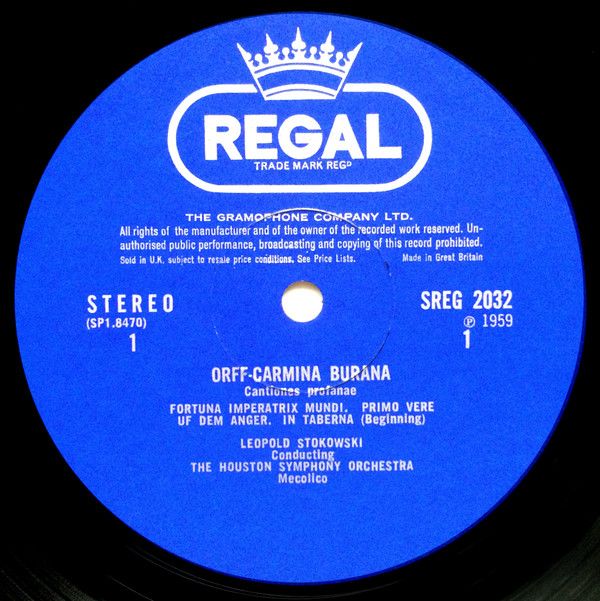 REGAL
TRADE MARK REGD
THE GRAMOPHONE COMPANY LTD.
All rights of the manufacturer and of the owner of the recorded work reserved. Un-
authorised public performance, broadcasting and copying of this record prohibited.
Sold in U.K. subject to resale price conditions. See Price Lists. Made in Great Britain
STEREO
(SP1.8470)
1
SREG 2032
℗ 1959
1
ORFF-CARMINA BURANA
Cantiones profanae
FORTUNA IMPERATRIX MUNDI. PRIMO VERE
UF DEM ANGER. IN TABERNA (Beginning)
LEOPOLD STOKOWSKI
Conducting
THE HOUSTON SYMPHONY ORCHESTRA
Mecolico